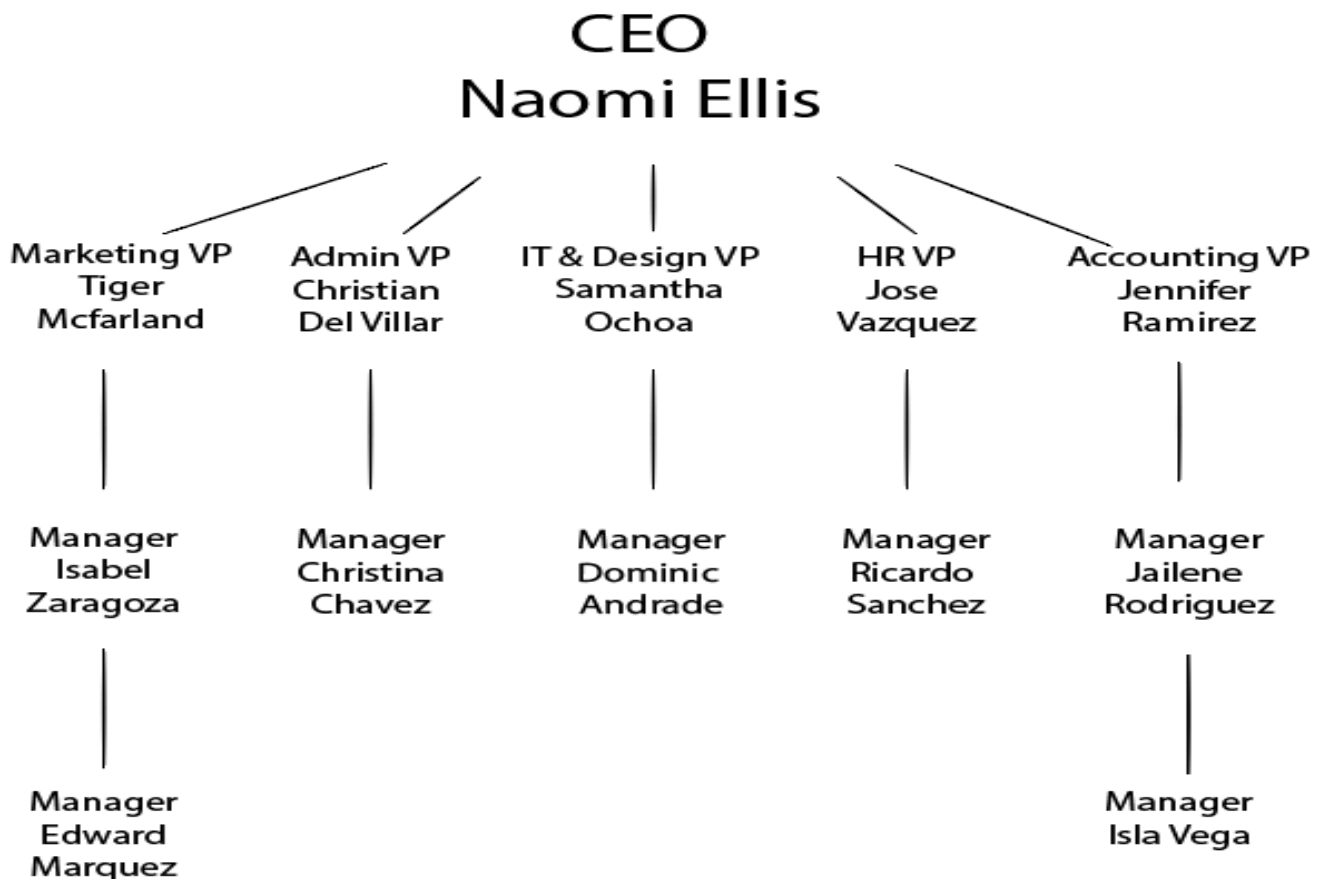 CEO
Naomi Ellis
Marketing VP
Tiger
Mcfarland
Admin VP
Christian
Del Villar
IT & Design VP
Samantha
Ochoa
HR VP
Jose
Vazquez
Accounting VP
Jennifer
Ramirez
Manager
Isabel
Zaragoza
Manager
Christina
Chavez
Manager
Dominic
Andrade
Manager
Ricardo
Sanchez
Manager
Jailene
Rodriguez
Manager
Edward
Marquez
Manager
Isla Vega